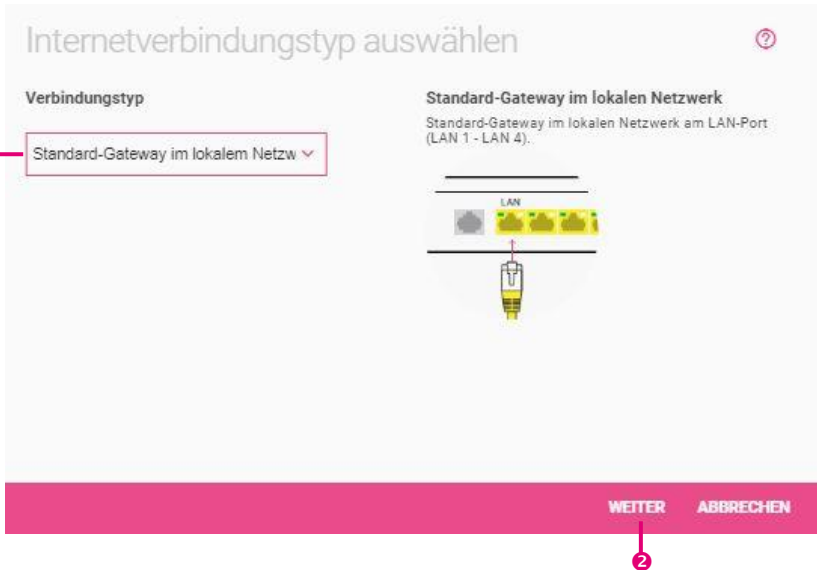 Internetverbindungstyp auswählen
?
Verbindungstyp
Standard-Gateway im lokalem Netzw
Standard-Gateway im lokalen Netzwerk
Standard-Gateway im lokalen Netzwerk am LAN-Port
(LAN 1 - LAN 4).
LAN
WEITER ABBRECHEN
2